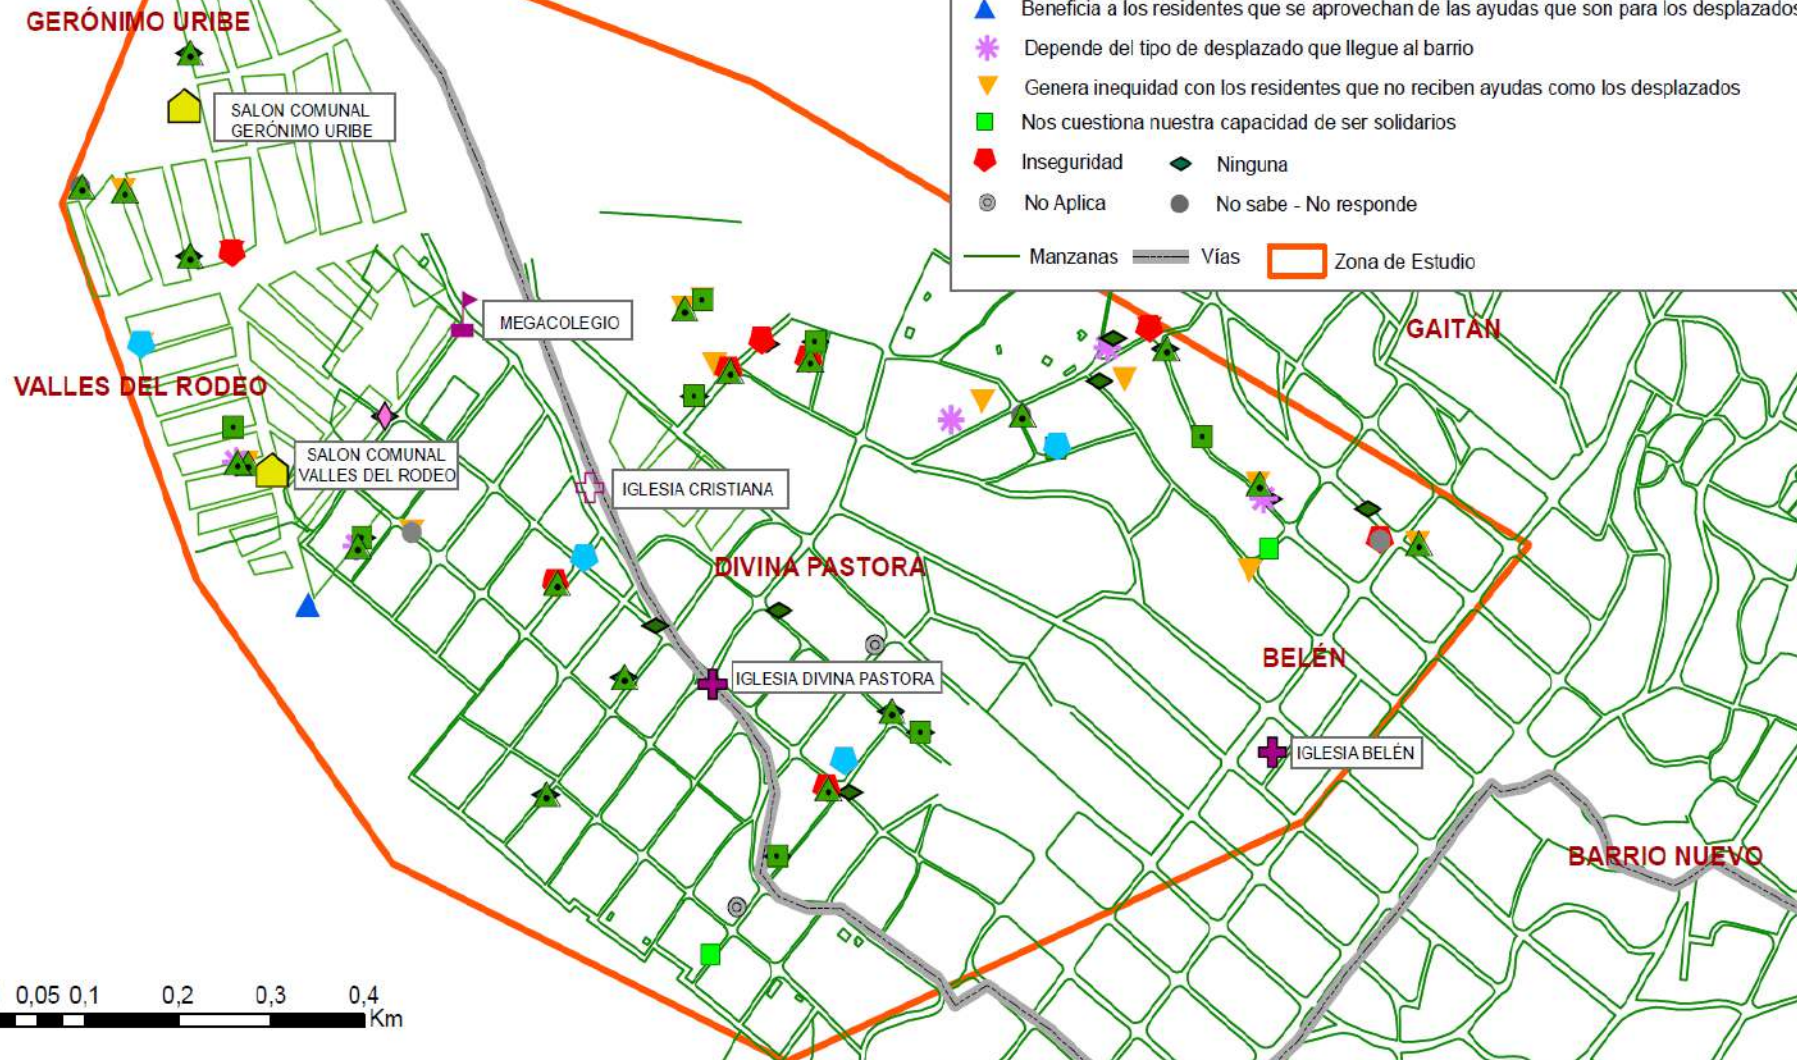 GERÓNIMO URIBE
Beneficia a los residentes que se aprovechan de las ayudas que son para los desplazados
Depende del tipo de desplazado que llegue al barrio
Genera inequidad con los residentes que no reciben ayudas como los desplazados
SALON COMUNAL
GERÓNIMO URIBE
Nos cuestiona nuestra capacidad de ser solidarios
Inseguridad
Ninguna
No Aplica
No sabe - No responde
Manzanas
Vías
Zona de Estudio
MEGACOLEGIO
GAITÁN
VALLES DEL RODEO
SALON COMUNAL
VALLES DEL RODEO
IGLESIA CRISTIANA
DIVINA PASTORA
BELÉN
IGLESIA DIVINA PASTORA
IGLESIA BELÉN
BARRIO NUEVO
0,05 0,1 0,2 0,3 0,4
Km